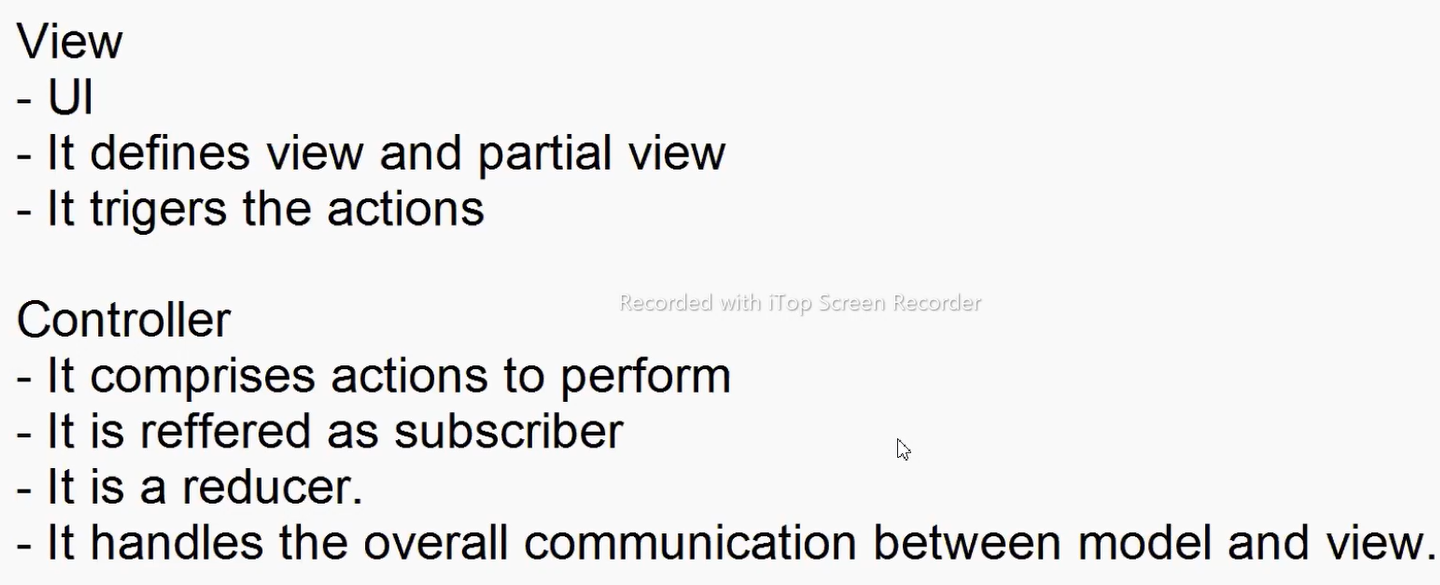 View
- UI
- It defines view and partial view
- It trigers the actions
Recorded with iTop Screen Recorder
Controller
- It comprises actions to perform
- It is reffered as subscriber
- It is a reducer.
- It handles the overall communication between model and view.